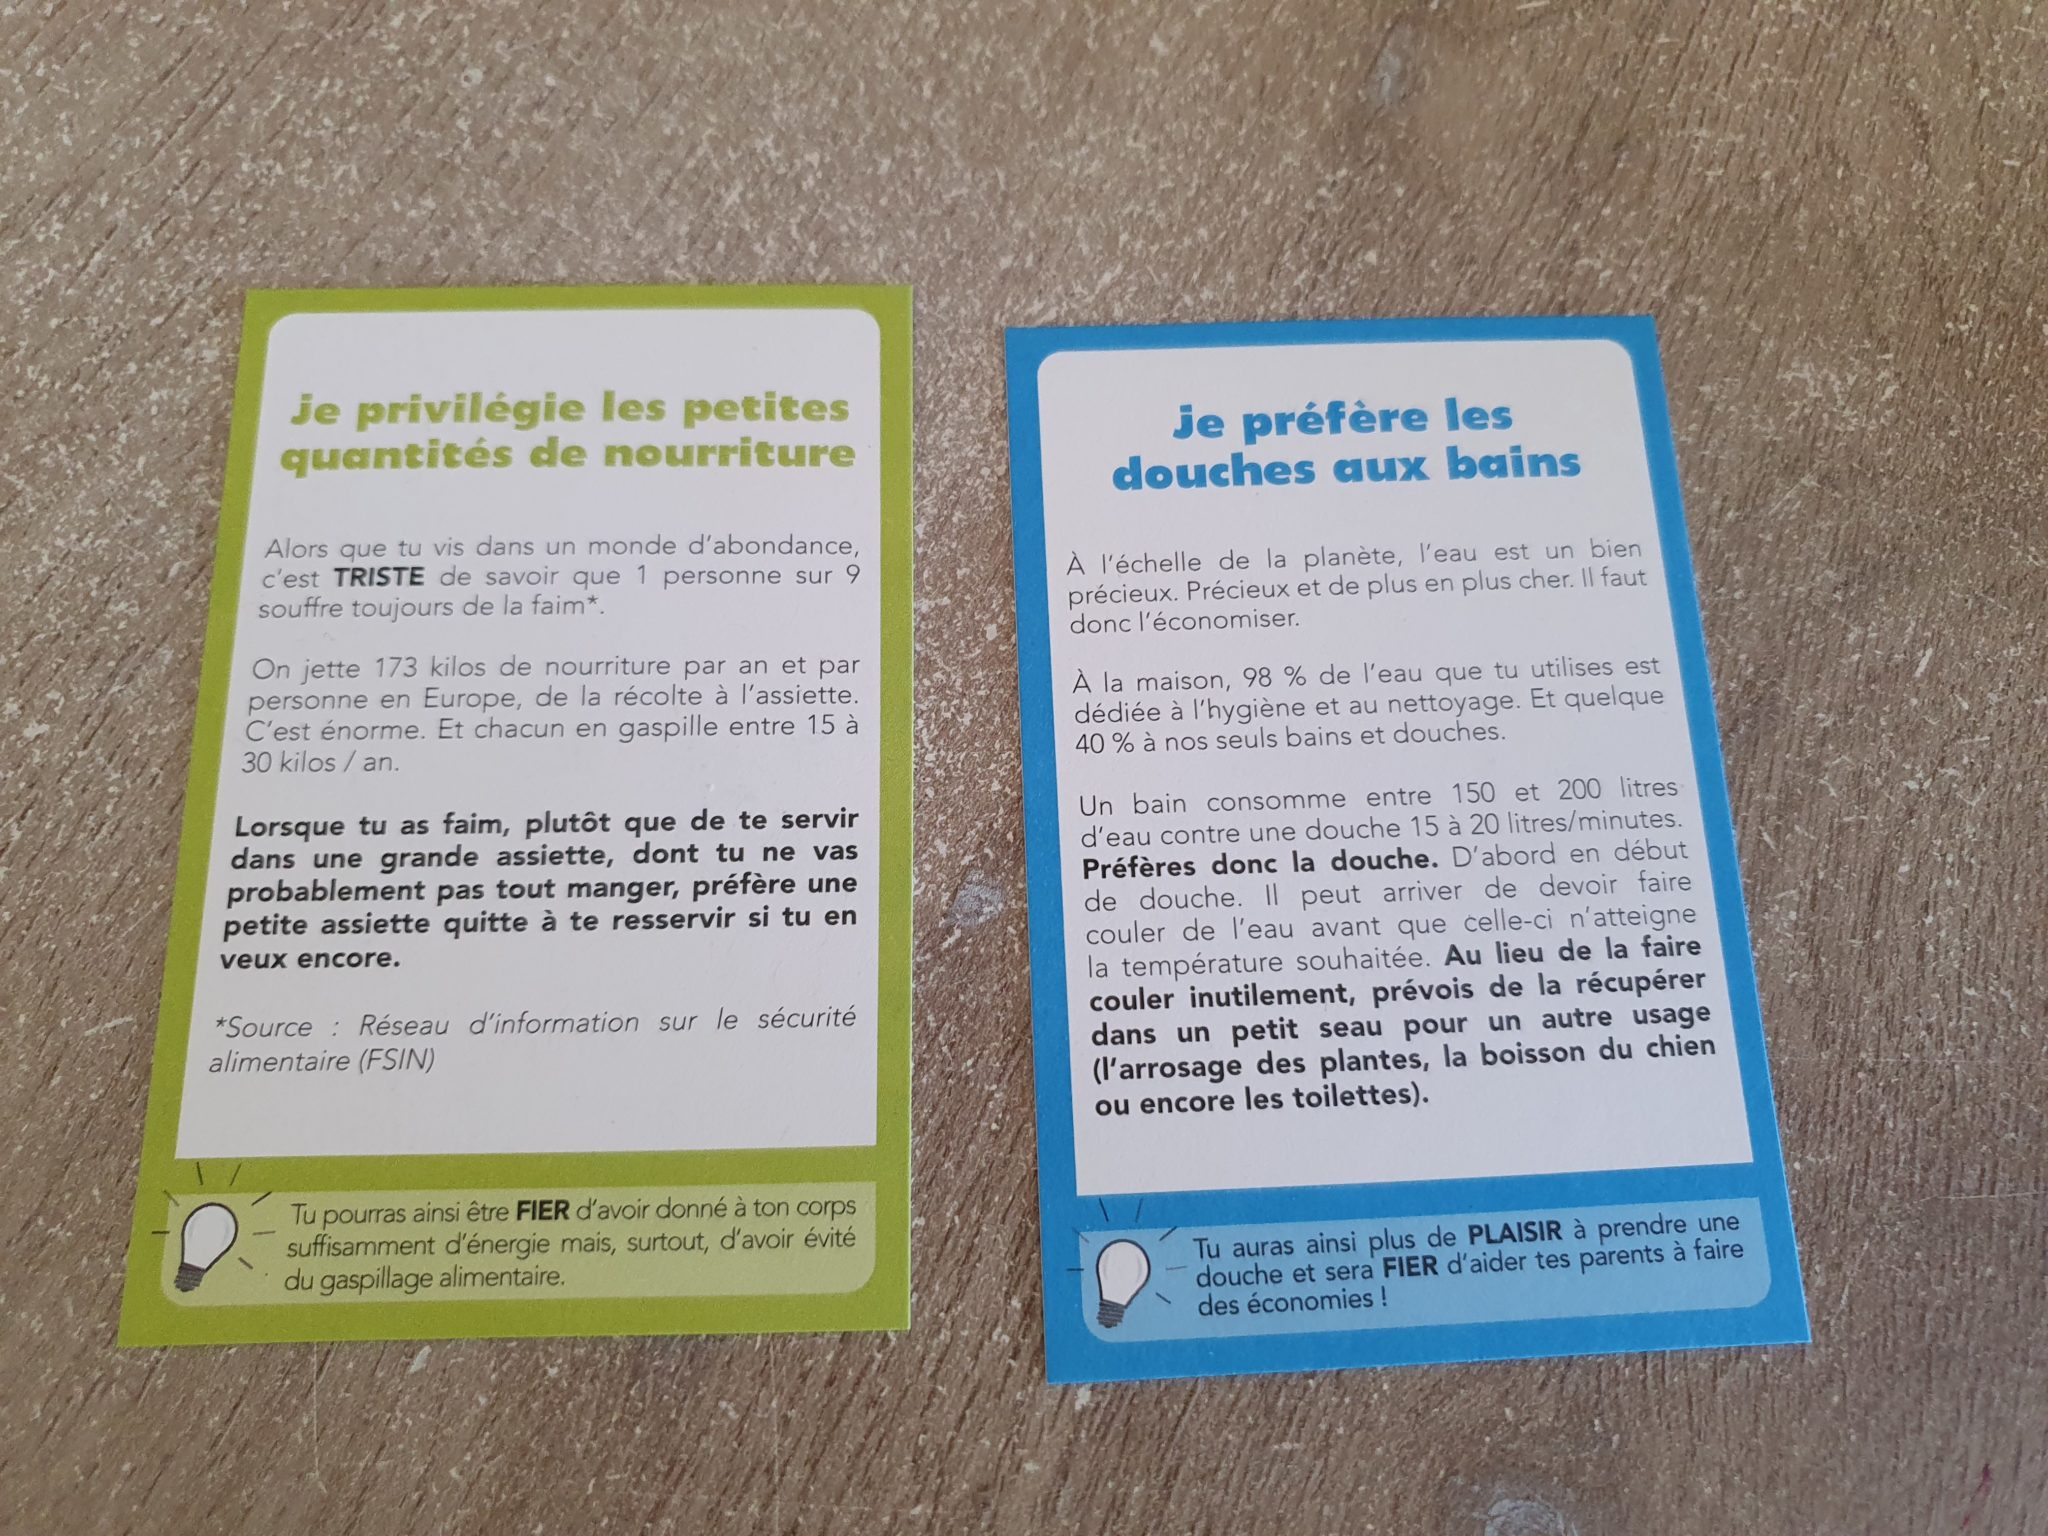 je privilégie les petites
quantités de nourriture
Alors que tu vis dans un monde d'abondance,
c'est TRISTE de savoir que 1 personne sur 9
souffre toujours de la faim*.
On jette 173 kilos de nourriture par an et par
personne en Europe, de la récolte à l'assiette.
C'est énorme. Et chacun en gaspille entre 15 à
30 kilos / an.
Lorsque tu as faim, plutôt que de te servir
dans une grande assiette, dont tu ne vas
probablement pas tout manger, préfère une
petite assiette quitte à te resservir si tu en
veux encore.
*Source : Réseau d'information sur le sécurité
alimentaire (FSIN)
Tu pourras ainsi être FIER d'avoir donné à ton corps
suffisamment d'énergie mais, surtout, d'avoir évité
du gaspillage alimentaire.
je préfère les
douches aux bains
À l'échelle de la planète, l'eau est un bien
précieux. Précieux et de plus en plus cher. Il faut
donc l'économiser.
À la maison, 98 % de l'eau que tu utilises est
dédiée à l'hygiène et au nettoyage. Et quelque
40 % à nos seuls bains et douches.
Un bain consomme entre 150 et 200 litres
d'eau contre une douche 15 à 20 litres/minutes.
Préfères donc la douche. D'abord en début
de douche. Il peut arriver de devoir faire
couler de l'eau avant que celle-ci n'atteigne
la température souhaitée. Au lieu de la faire
couler inutilement, prévois de la récupérer
dans un petit seau pour un autre usage
(l'arrosage des plantes, la boisson du chien
ou encore les toilettes).
Tu auras ainsi plus de PLAISIR à prendre une
douche et sera FIER d'aider tes parents à faire
des économies !